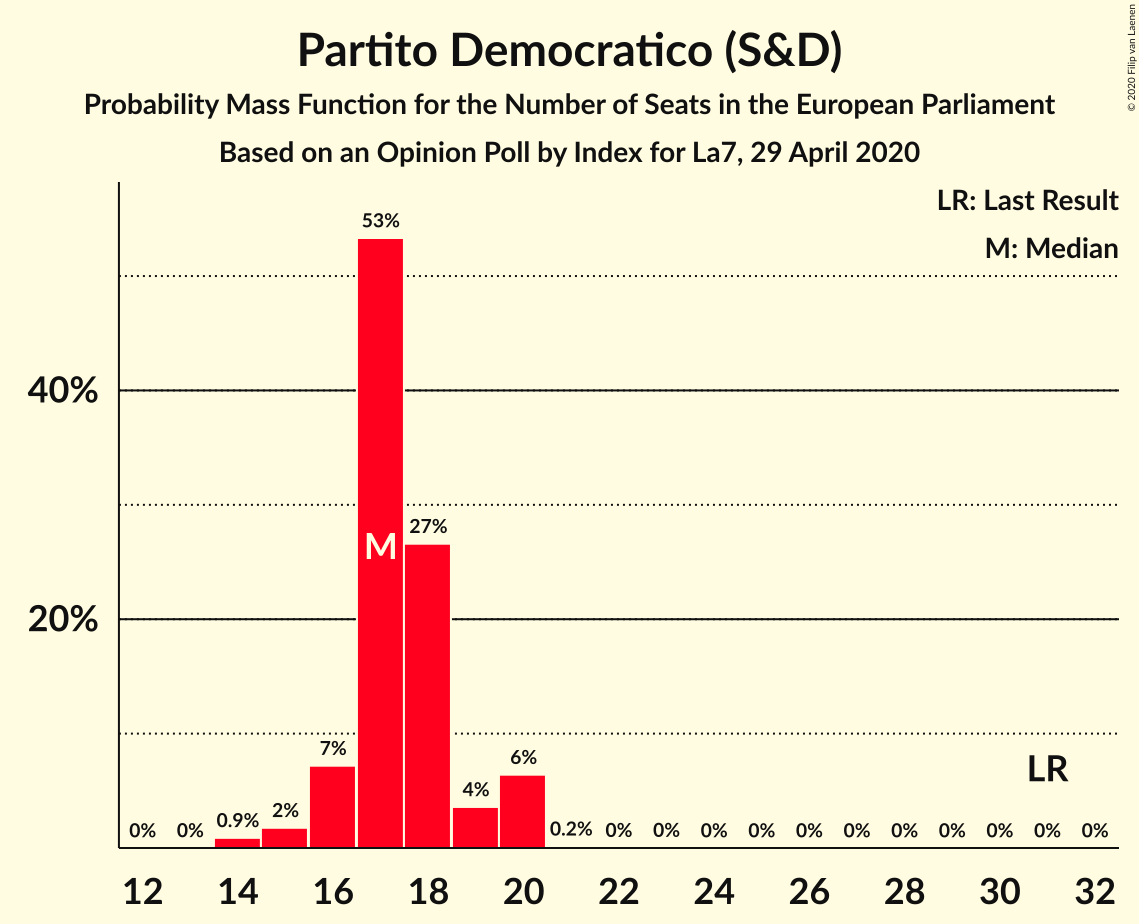 Partito Democratico (S&D)
Probability Mass Function for the Number of Seats in the European Parliament
Based on an Opinion Poll by Index for La7, 29 April 2020
© 2020 Filip van Laenen
LR: Last Result
M: Median
40%
20%
0% 0% 0.9% 2% 7% 53% 27% 4% 6% 0.2% 0% 0% 0% 0% 0% 0% 0% 0% 0% 0% 0%
M
LR
12 14 16 18 20 22 24 26 28 30 32